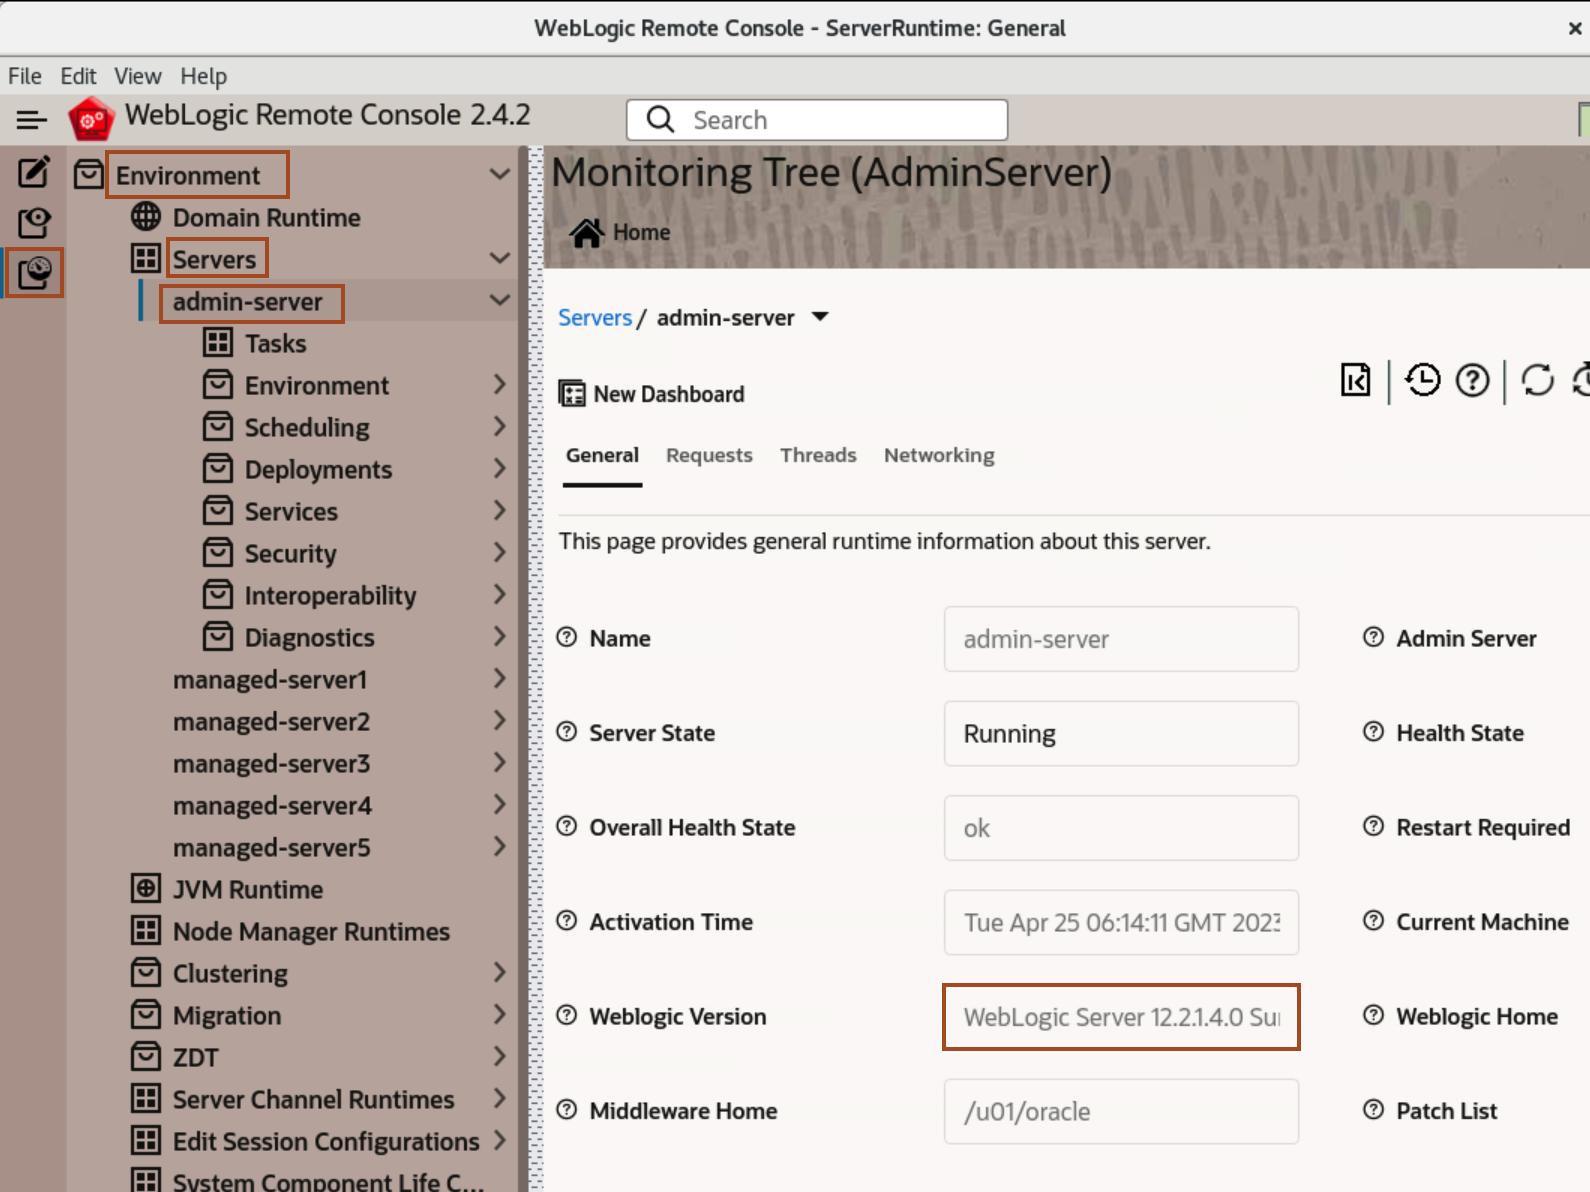 WebLogic Remote Console - ServerRuntime: General
File Edit View Help
WebLogic Remote Console 2.4.2
Search
Environment
Domain Runtime
Servers
admin-server
Tasks
Environment
Scheduling
Deployments
Services
Security
Interoperability
Diagnostics
managed-server1
managed-server2
managed-server3
managed-server4
managed-server5
JVM Runtime
Node Manager Runtimes
Clustering
Migration
ZDT
Server Channel Runtimes
Edit Session Configurations
System Component Life C...
Monitoring Tree (AdminServer)
Home
Servers / admin-server
New Dashboard
General Requests Threads Networking
This page provides general runtime information about this server.
Name admin-server Admin Server
Server State Running Health State
Overall Health State ok Restart Required
Activation Time Tue Apr 25 06:14:11 GMT 2023 Current Machine
Weblogic Version WebLogic Server 12.2.1.4.0 Weblogic Home
Middleware Home /u01/oracle Patch List